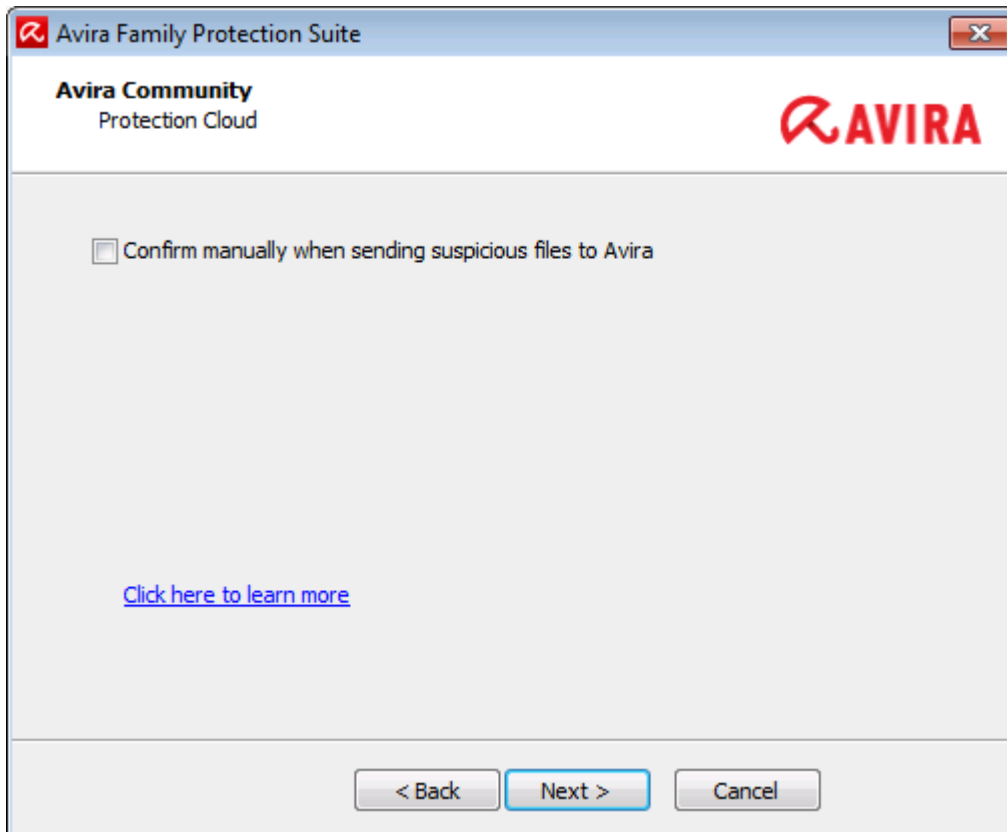 Avira Family Protection Suite
Avira Community
Protection Cloud
AVIRA
Confirm manually when sending suspicious files to Avira
Click here to learn more
< Back
Next >
Cancel